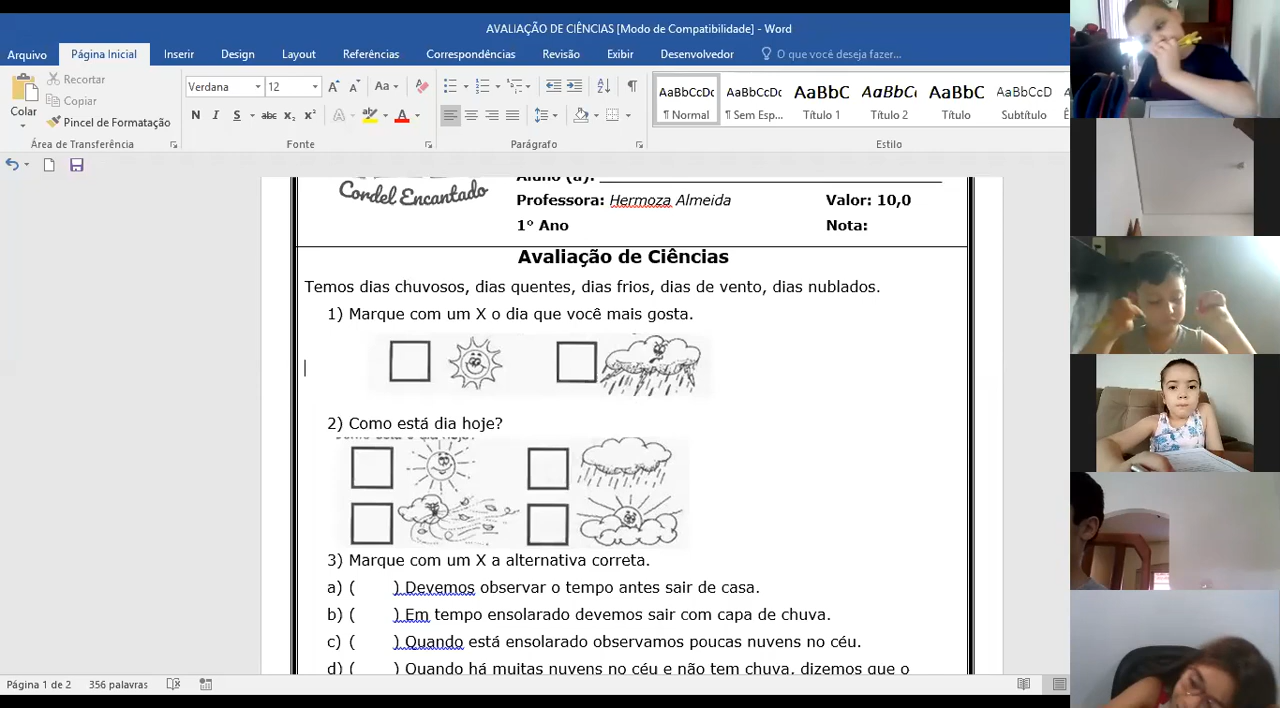 AVALIAÇÃO DE CIÊNCIAS [Modo de Compatibilidade] - Word
Arquivo Página Inicial Inserir Design Layout Referências Correspondências Revisão Exibir Desenvolvedor O que você deseja fazer...
Colar
Recortar
Copiar
Pincel de Formatação
Área de Transferência
Verdana 12
Aa
N I S abc x₂ x²
A A
Fonte
Parágrafo
AaBbCcDc AaBbCcDc AaBbC AaBbCc AaBbC AaBbCcD
¶ Normal ¶ Sem Esp... Título 1 Título 2 Título Subtítulo
Estilo
Cordel Encantado
Aluno (a):
Professora: Hermoza Almeida Valor: 10,0
1° Ano Nota:
Avaliação de Ciências
Temos dias chuvosos, dias quentes, dias frios, dias de vento, dias nublados.
1) Marque com um X o dia que você mais gosta.
2) Como está dia hoje?
3) Marque com um X a alternativa correta.
a) ( ) Devemos observar o tempo antes sair de casa.
b) ( ) Em tempo ensolarado devemos sair com capa de chuva.
c) ( ) Quando está ensolarado observamos poucas nuvens no céu.
d) ( ) Quando há muitas nuvens no céu e não tem chuva, dizemos que o
Página 1 de 2 356 palavras